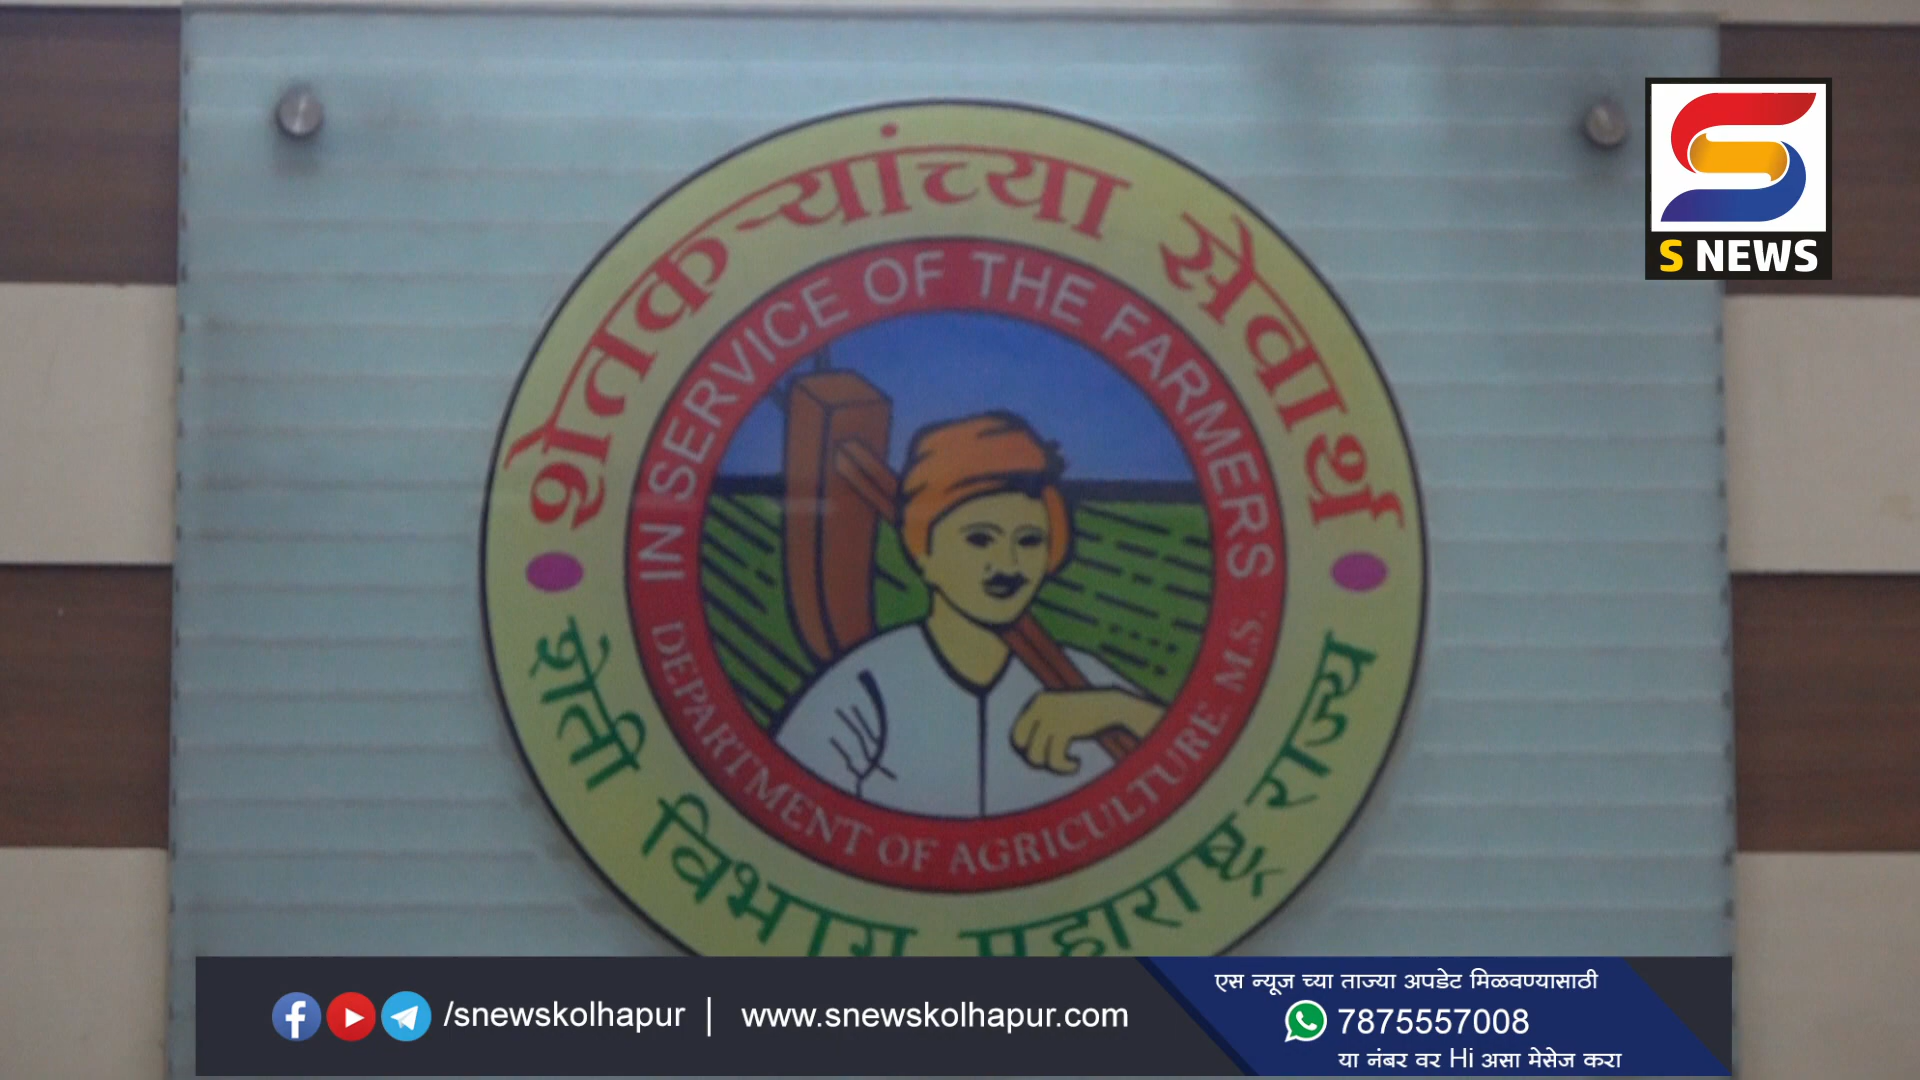 शेतकऱ्यांच्या सेवार्थ
IN SERVICE OF THE FARMERS
DEPARTMENT OF AGRICULTURE M.S.
शेती विभाग महाराष्ट्र राज्य
S NEWS
/snewskolhapur | www.snewskolhapur.com
एस न्यूज च्या ताज्या अपडेट मिळवण्यासाठी
7875557008
या नंबर वर Hi असा मेसेज करा